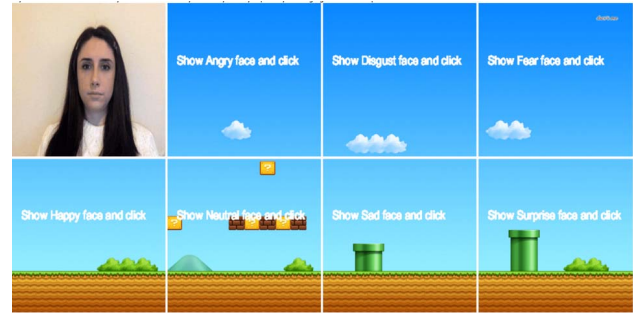 Show Angry face and click
Show Disgust face and click
Show Fear face and click
Show Happy face and click
Show Neutral face and click
Show Sad face and click
Show Surprise face and click